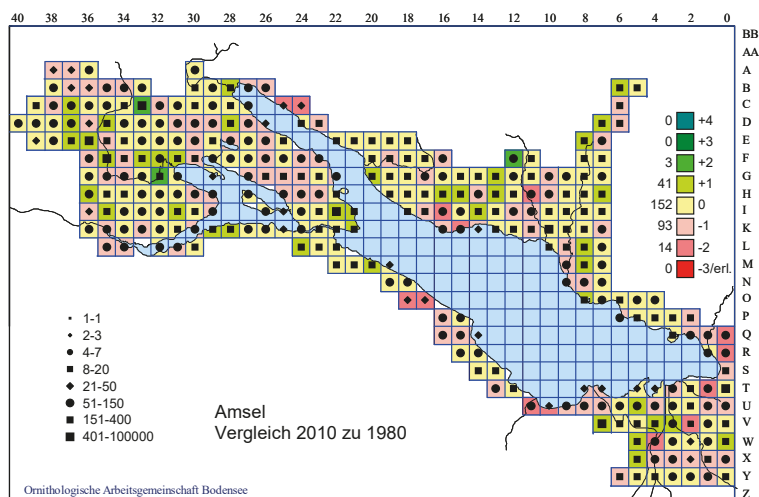 40 38 36 34 32 30 28 26 24 22 20 18 16 14 12 10 8 6 4 2 0
BB
AA
A
B
C
D
E
F
G
H
I
K
L
M
N
O
P
Q
R
S
T
U
V
W
X
Y
Z
0 +4
0 +3
3 +2
41 +1
152 0
93 -1
14 -2
0 -3/erl.
1-1
2-3
4-7
8-20
21-50
51-150
151-400
401-100000
Amsel
Vergleich 2010 zu 1980
Ornithologische Arbeitsgemeinschaft Bodensee